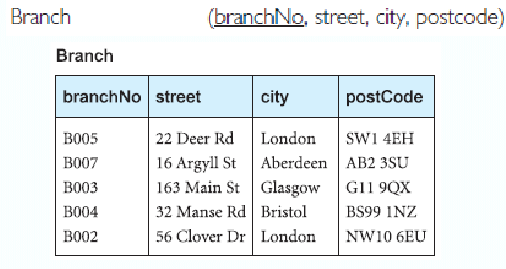 Branch (branchNo, street, city, postcode)
Branch
branchNo street city postCode
B005 22 Deer Rd London SW1 4EH
B007 16 Argyll St Aberdeen AB2 3SU
B003 163 Main St Glasgow G11 9QX
B004 32 Manse Rd Bristol BS99 1NZ
B002 56 Clover Dr London NW10 6EU